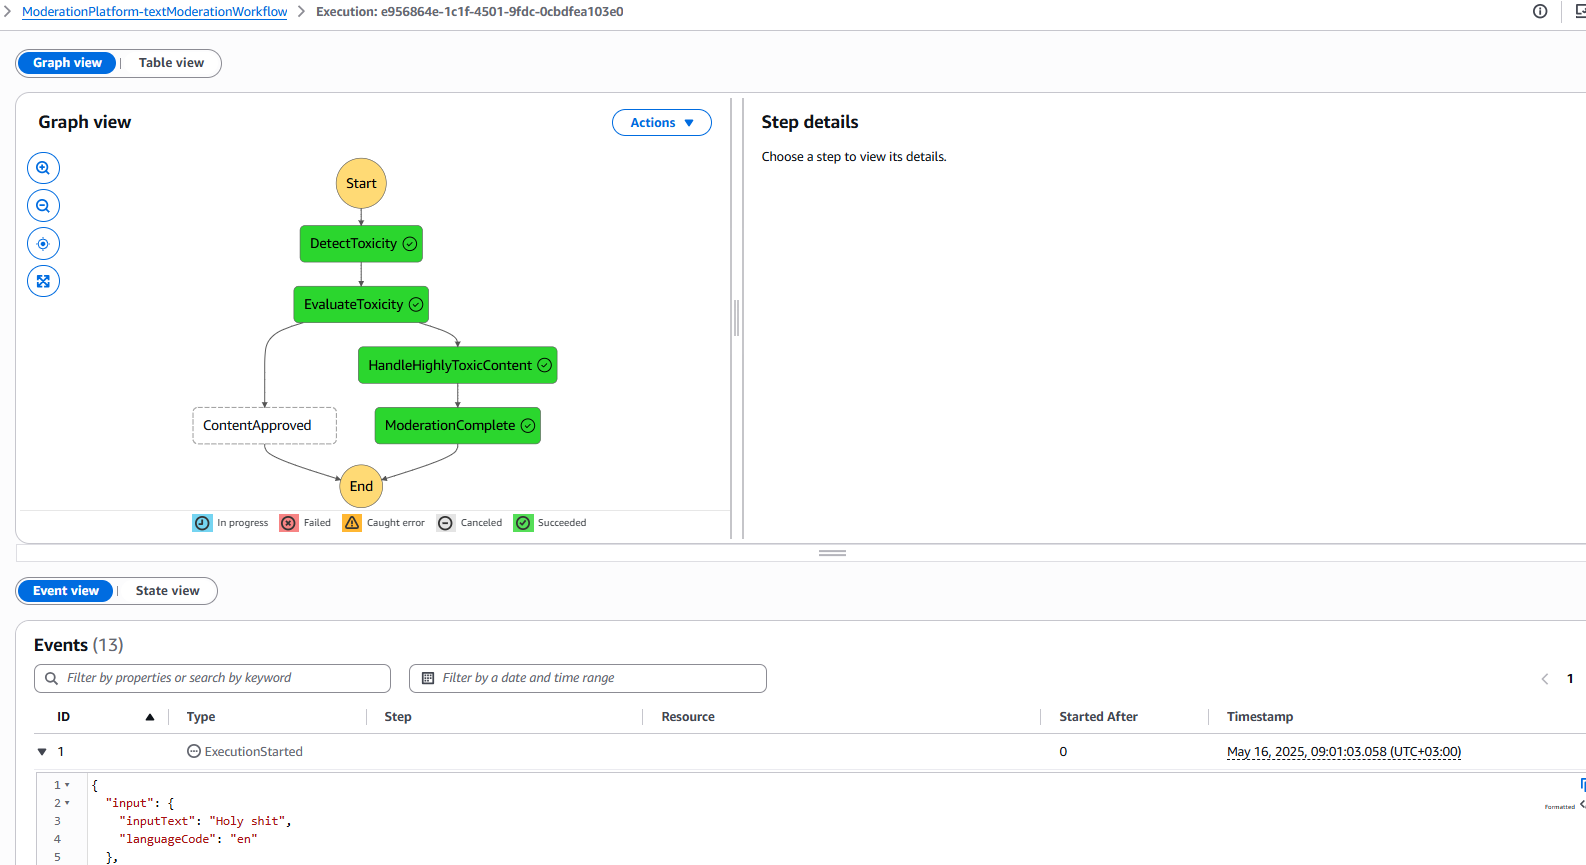 ModerationPlatform-textModerationWorkflow > Execution: e956864e-1c1f-4501-9fdc-0cbdfea103e0
Graph view | Table view
Graph view
Actions
Step details
Choose a step to view its details.
Start
DetectToxicity
EvaluateToxicity
HandleHighlyToxicContent
ContentApproved
ModerationComplete
End
In progress Failed Caught error Canceled Succeeded
Event view | State view
Events (13)
Filter by properties or search by keyword
Filter by a date and time range
1
ID Type Step Resource Started After Timestamp
1 ExecutionStarted 0 May 16, 2025, 09:01:03.058 (UTC+03:00)
Formatted
1 {
2 "input": {
3 "inputText": "Holy shit",
4 "languageCode": "en"
5 },